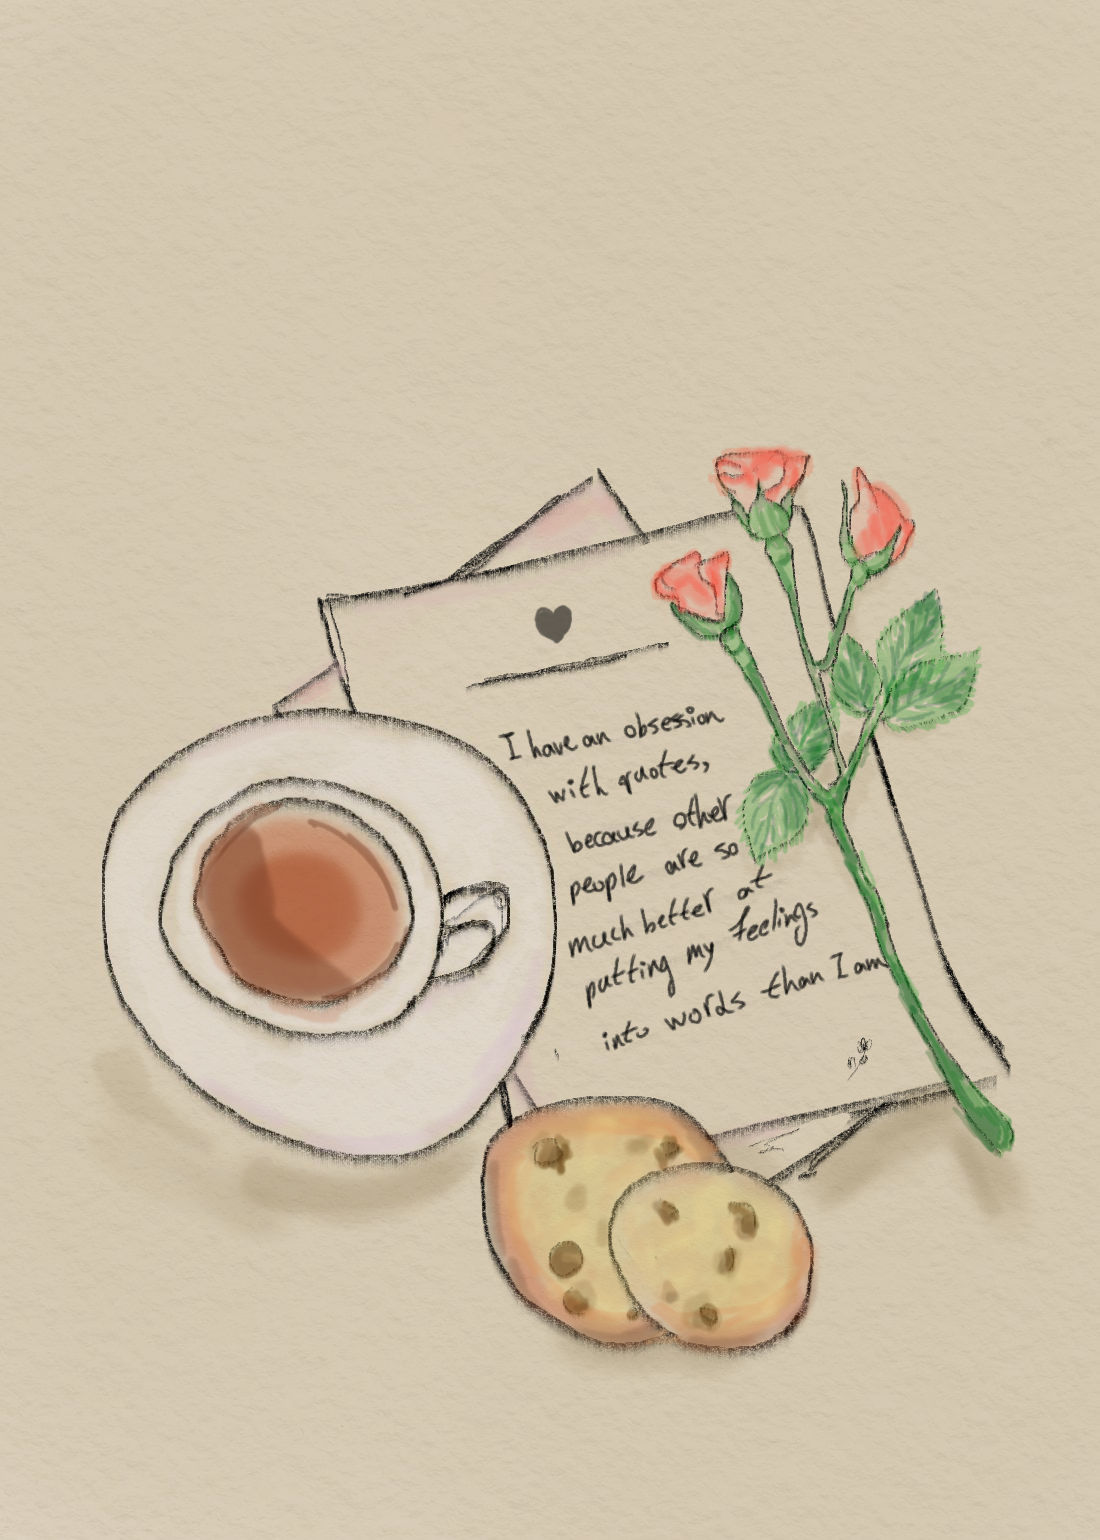 I have an obsession
with quotes,
because other
people are so
much better at
putting my feelings
into words than I am